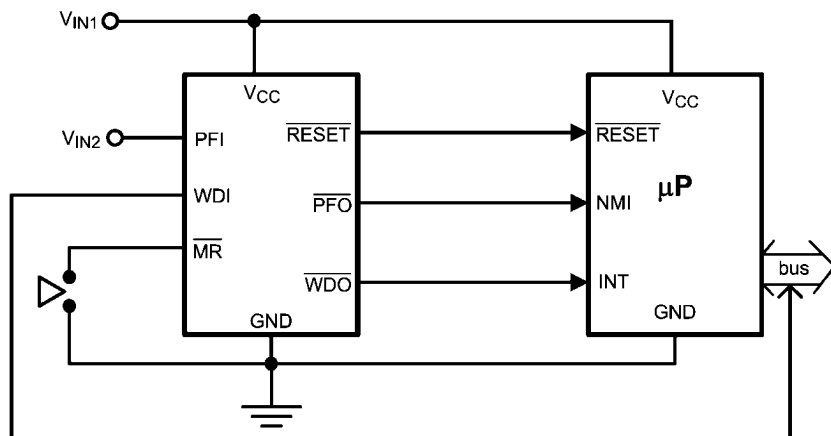 VIN1
VCC
VCC
VIN2
PFI
RESET
RESET
WDI
PFO
NMI
μP
MR
WDO
INT
bus
GND
GND